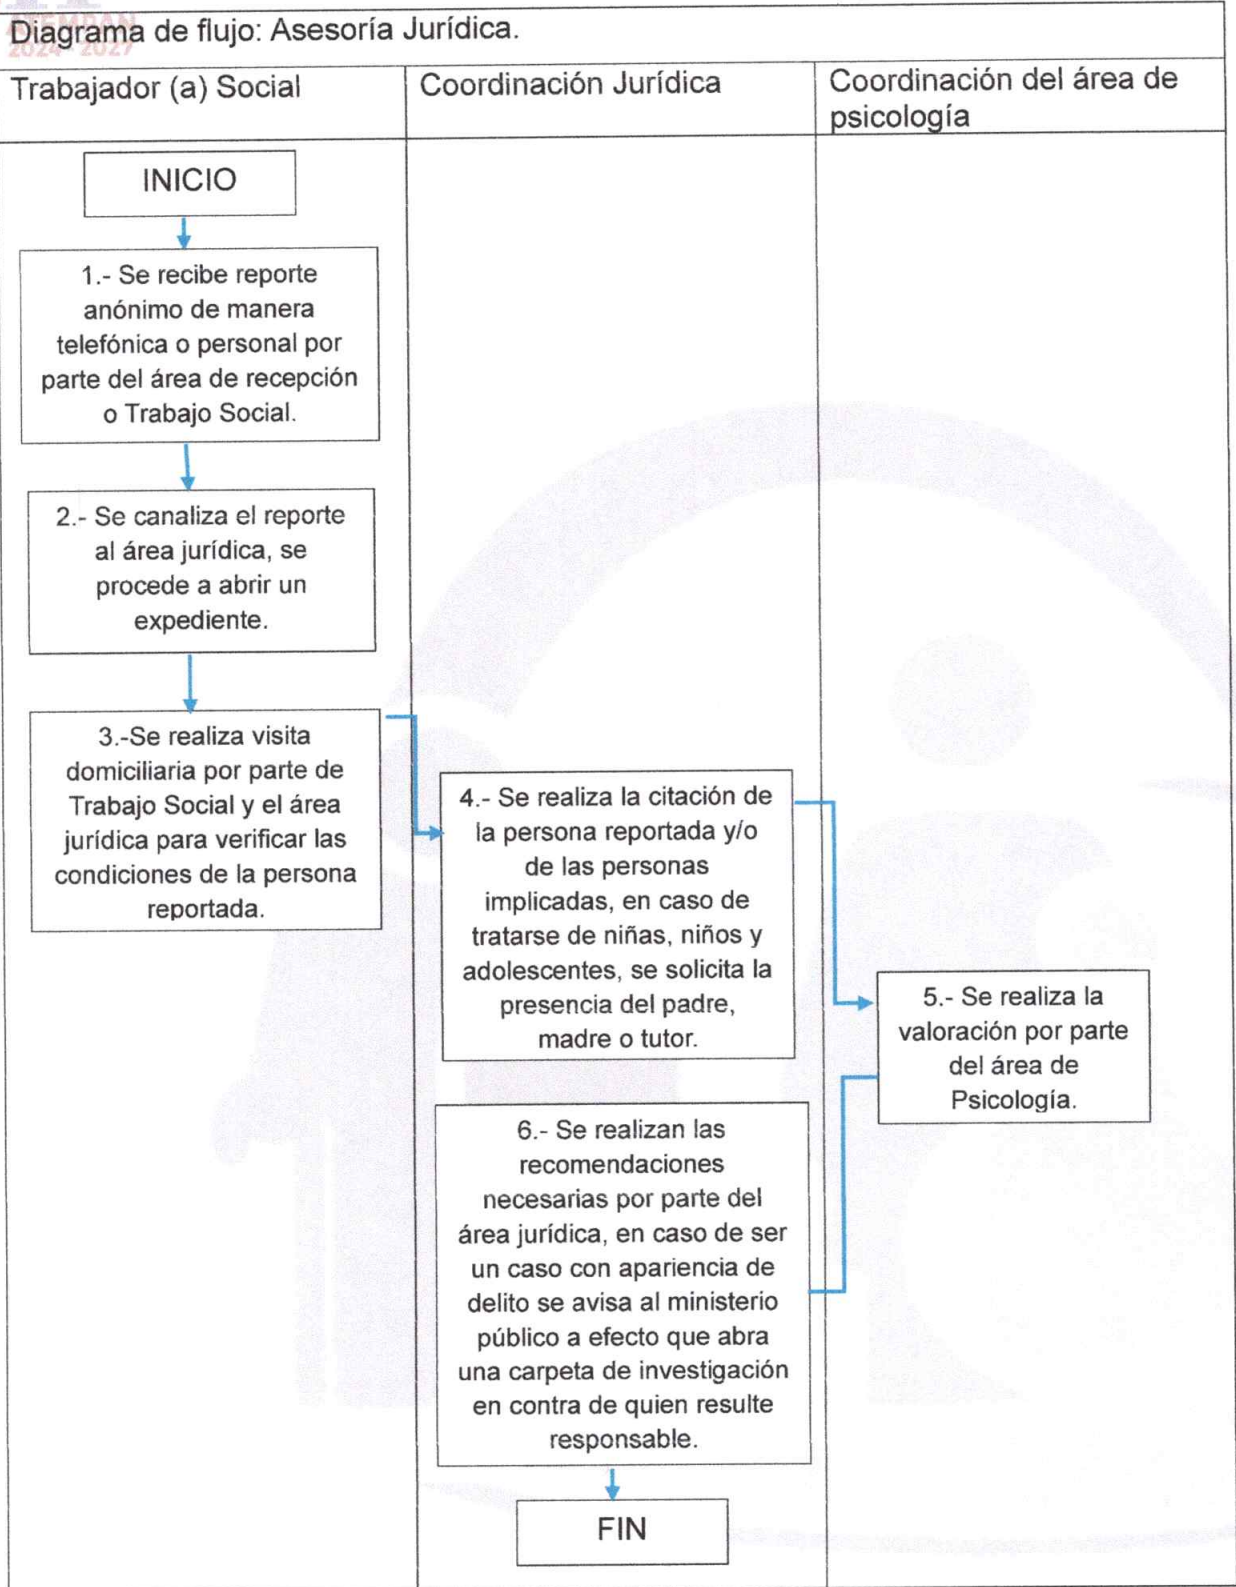 ATEMPAN
2024-2027
Diagrama de flujo: Asesoría Jurídica.
Trabajador (a) Social
Coordinación Jurídica
Coordinación del área de
psicología
INICIO
1.- Se recibe reporte
anónimo de manera
telefónica o personal por
parte del área de recepción
o Trabajo Social.
2.- Se canaliza el reporte
al área jurídica, se
procede a abrir un
expediente.
3.-Se realiza visita
domiciliaria por parte de
Trabajo Social y el área
jurídica para verificar las
condiciones de la persona
reportada.
4.- Se realiza la citación de
la persona reportada y/o
de las personas
implicadas, en caso de
tratarse de niñas, niños y
adolescentes, se solicita la
presencia del padre,
madre o tutor.
5.- Se realiza la
valoración por parte
del área de
Psicología.
6.- Se realizan las
recomendaciones
necesarias por parte del
área jurídica, en caso de ser
un caso con apariencia de
delito se avisa al ministerio
público a efecto que abra
una carpeta de investigación
en contra de quien resulte
responsable.
FIN